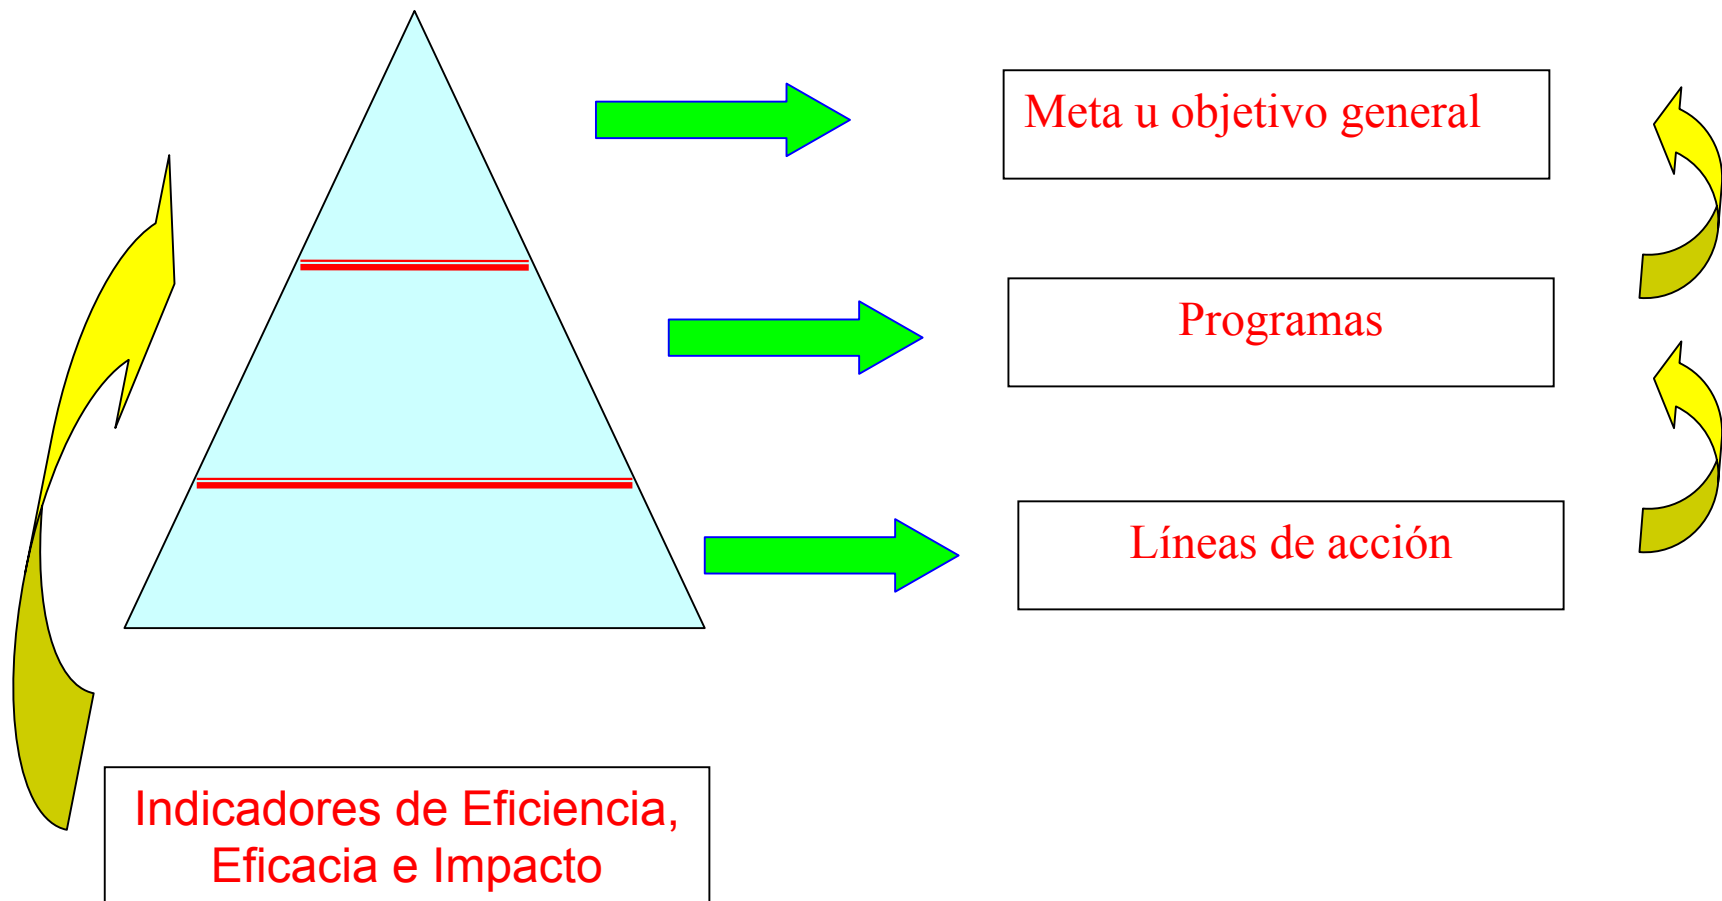 Meta u objetivo general
Programas
Líneas de acción
Indicadores de Eficiencia,
Eficacia e Impacto